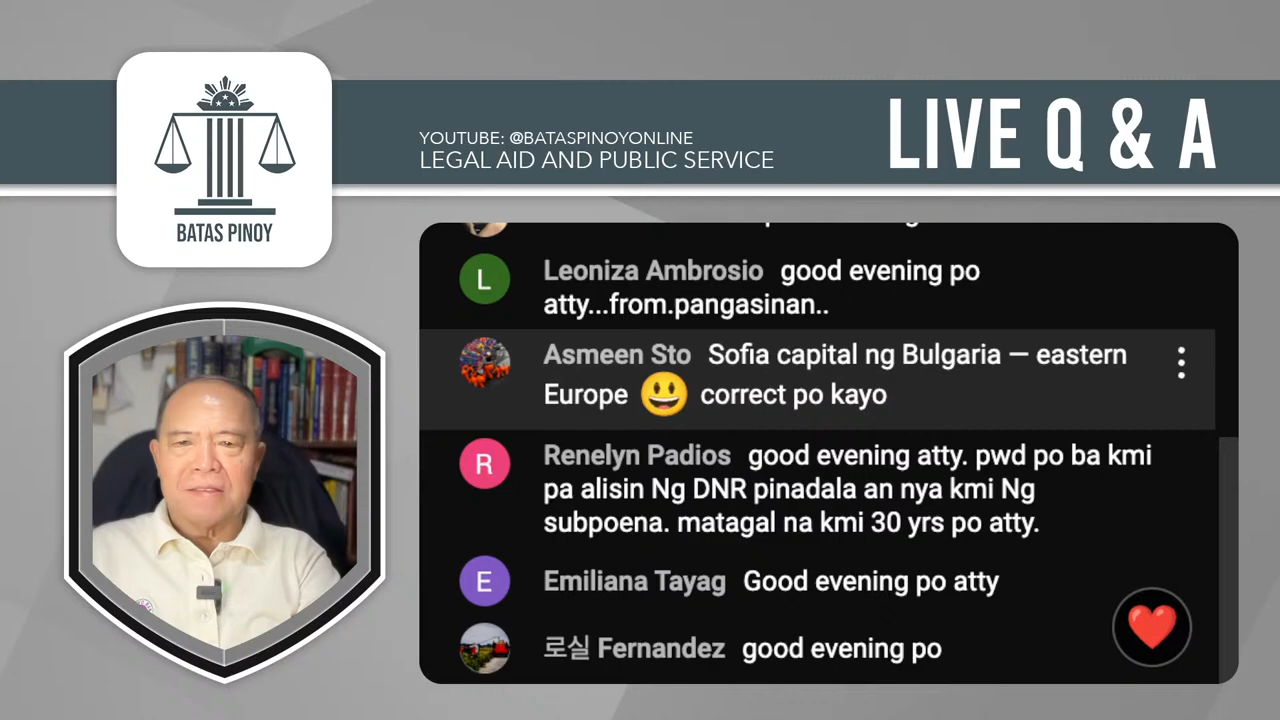 YOUTUBE: @BATASPINOYONLINE
LEGAL AID AND PUBLIC SERVICE
LIVE Q & A
BATAS PINOY
L
Leoniza Ambrosio good evening po
atty...from.pangasinan..
Asmeen Sto Sofia capital ng Bulgaria — eastern
Europe 😃 correct po kayo
R
Renelyn Padios good evening atty. pwd po ba kmi
pa alisin Ng DNR pinadala an nya kmi Ng
subpoena. matagal na kmi 30 yrs po atty.
E
Emiliana Tayag Good evening po atty
로실 Fernandez good evening po